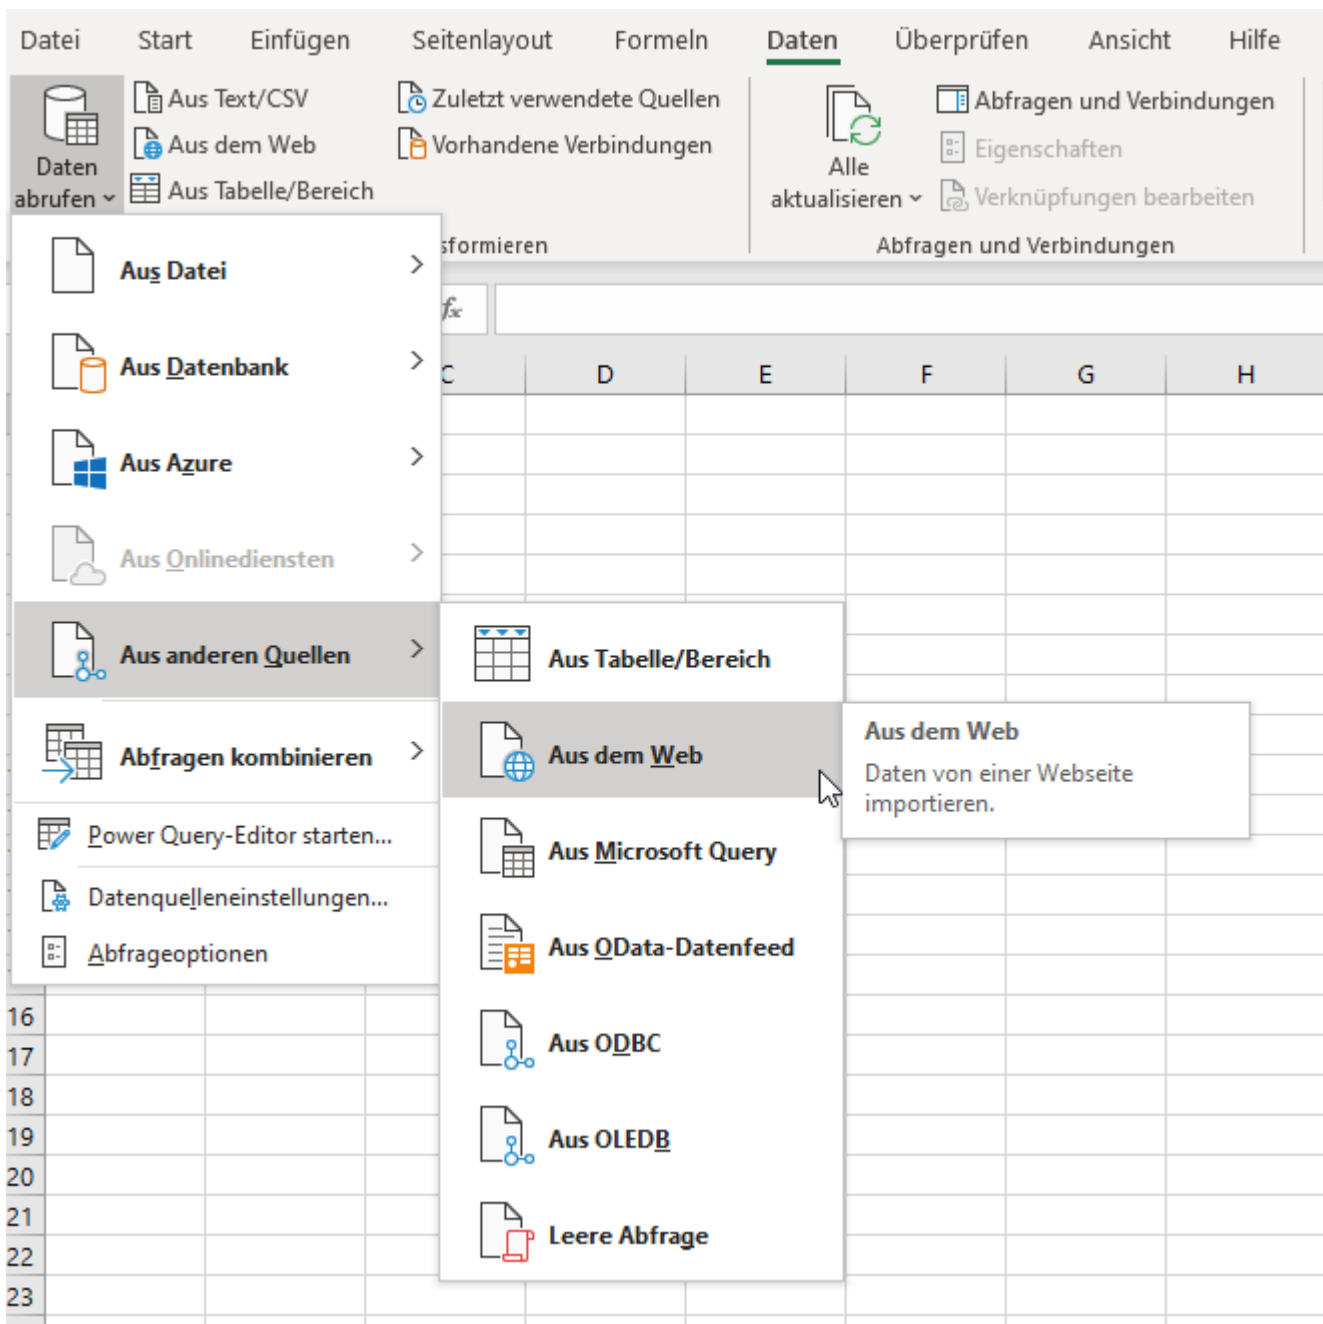 Datei Start Einfügen Seitenlayout Formeln Daten Überprüfen Ansicht Hilfe
Daten
abrufen
Aus Text/CSV
Aus dem Web
Aus Tabelle/Bereich
Zuletzt verwendete Quellen
Vorhandene Verbindungen
sformieren
Alle
aktualisieren
Abfragen und Verbindungen
Eigenschaften
Verknüpfungen bearbeiten
Abfragen und Verbindungen
fx
C D E F G H
Aus Datei
Aus Datenbank
Aus Azure
Aus Onlinediensten
Aus anderen Quellen
Abfragen kombinieren
Power Query-Editor starten...
Datenquelleneinstellungen...
Abfrageoptionen
Aus Tabelle/Bereich
Aus dem Web
Aus Microsoft Query
Aus OData-Datenfeed
Aus ODBC
Aus OLEDB
Leere Abfrage
Aus dem Web
Daten von einer Webseite
importieren.
16
17
18
19
20
21
22
23